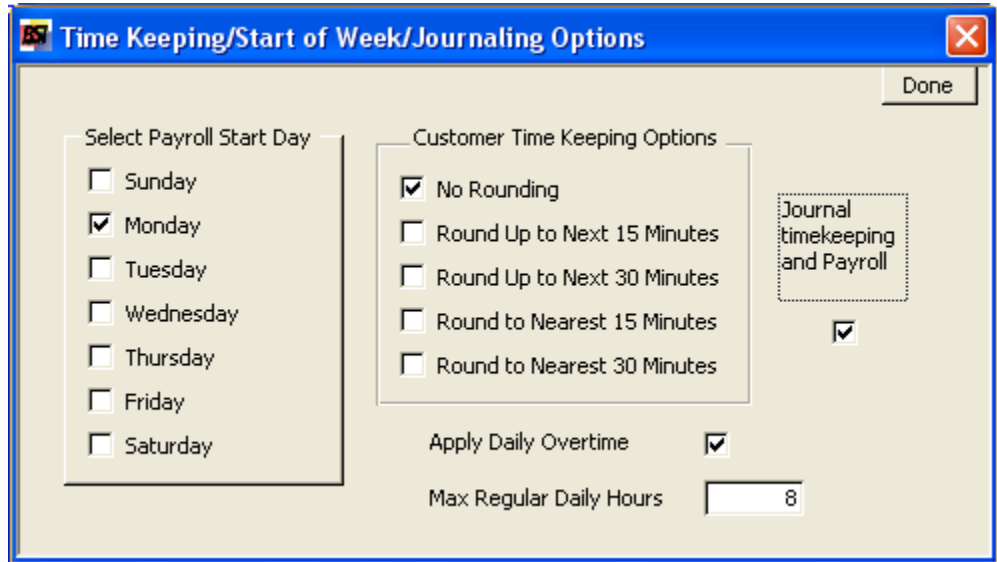 BSI Time Keeping/Start of Week/Journaling Options
Done
Select Payroll Start Day
Sunday
Monday
Tuesday
Wednesday
Thursday
Friday
Saturday
Customer Time Keeping Options
No Rounding
Round Up to Next 15 Minutes
Round Up to Next 30 Minutes
Round to Nearest 15 Minutes
Round to Nearest 30 Minutes
Journal
timekeeping
and Payroll
Apply Daily Overtime
Max Regular Daily Hours 8